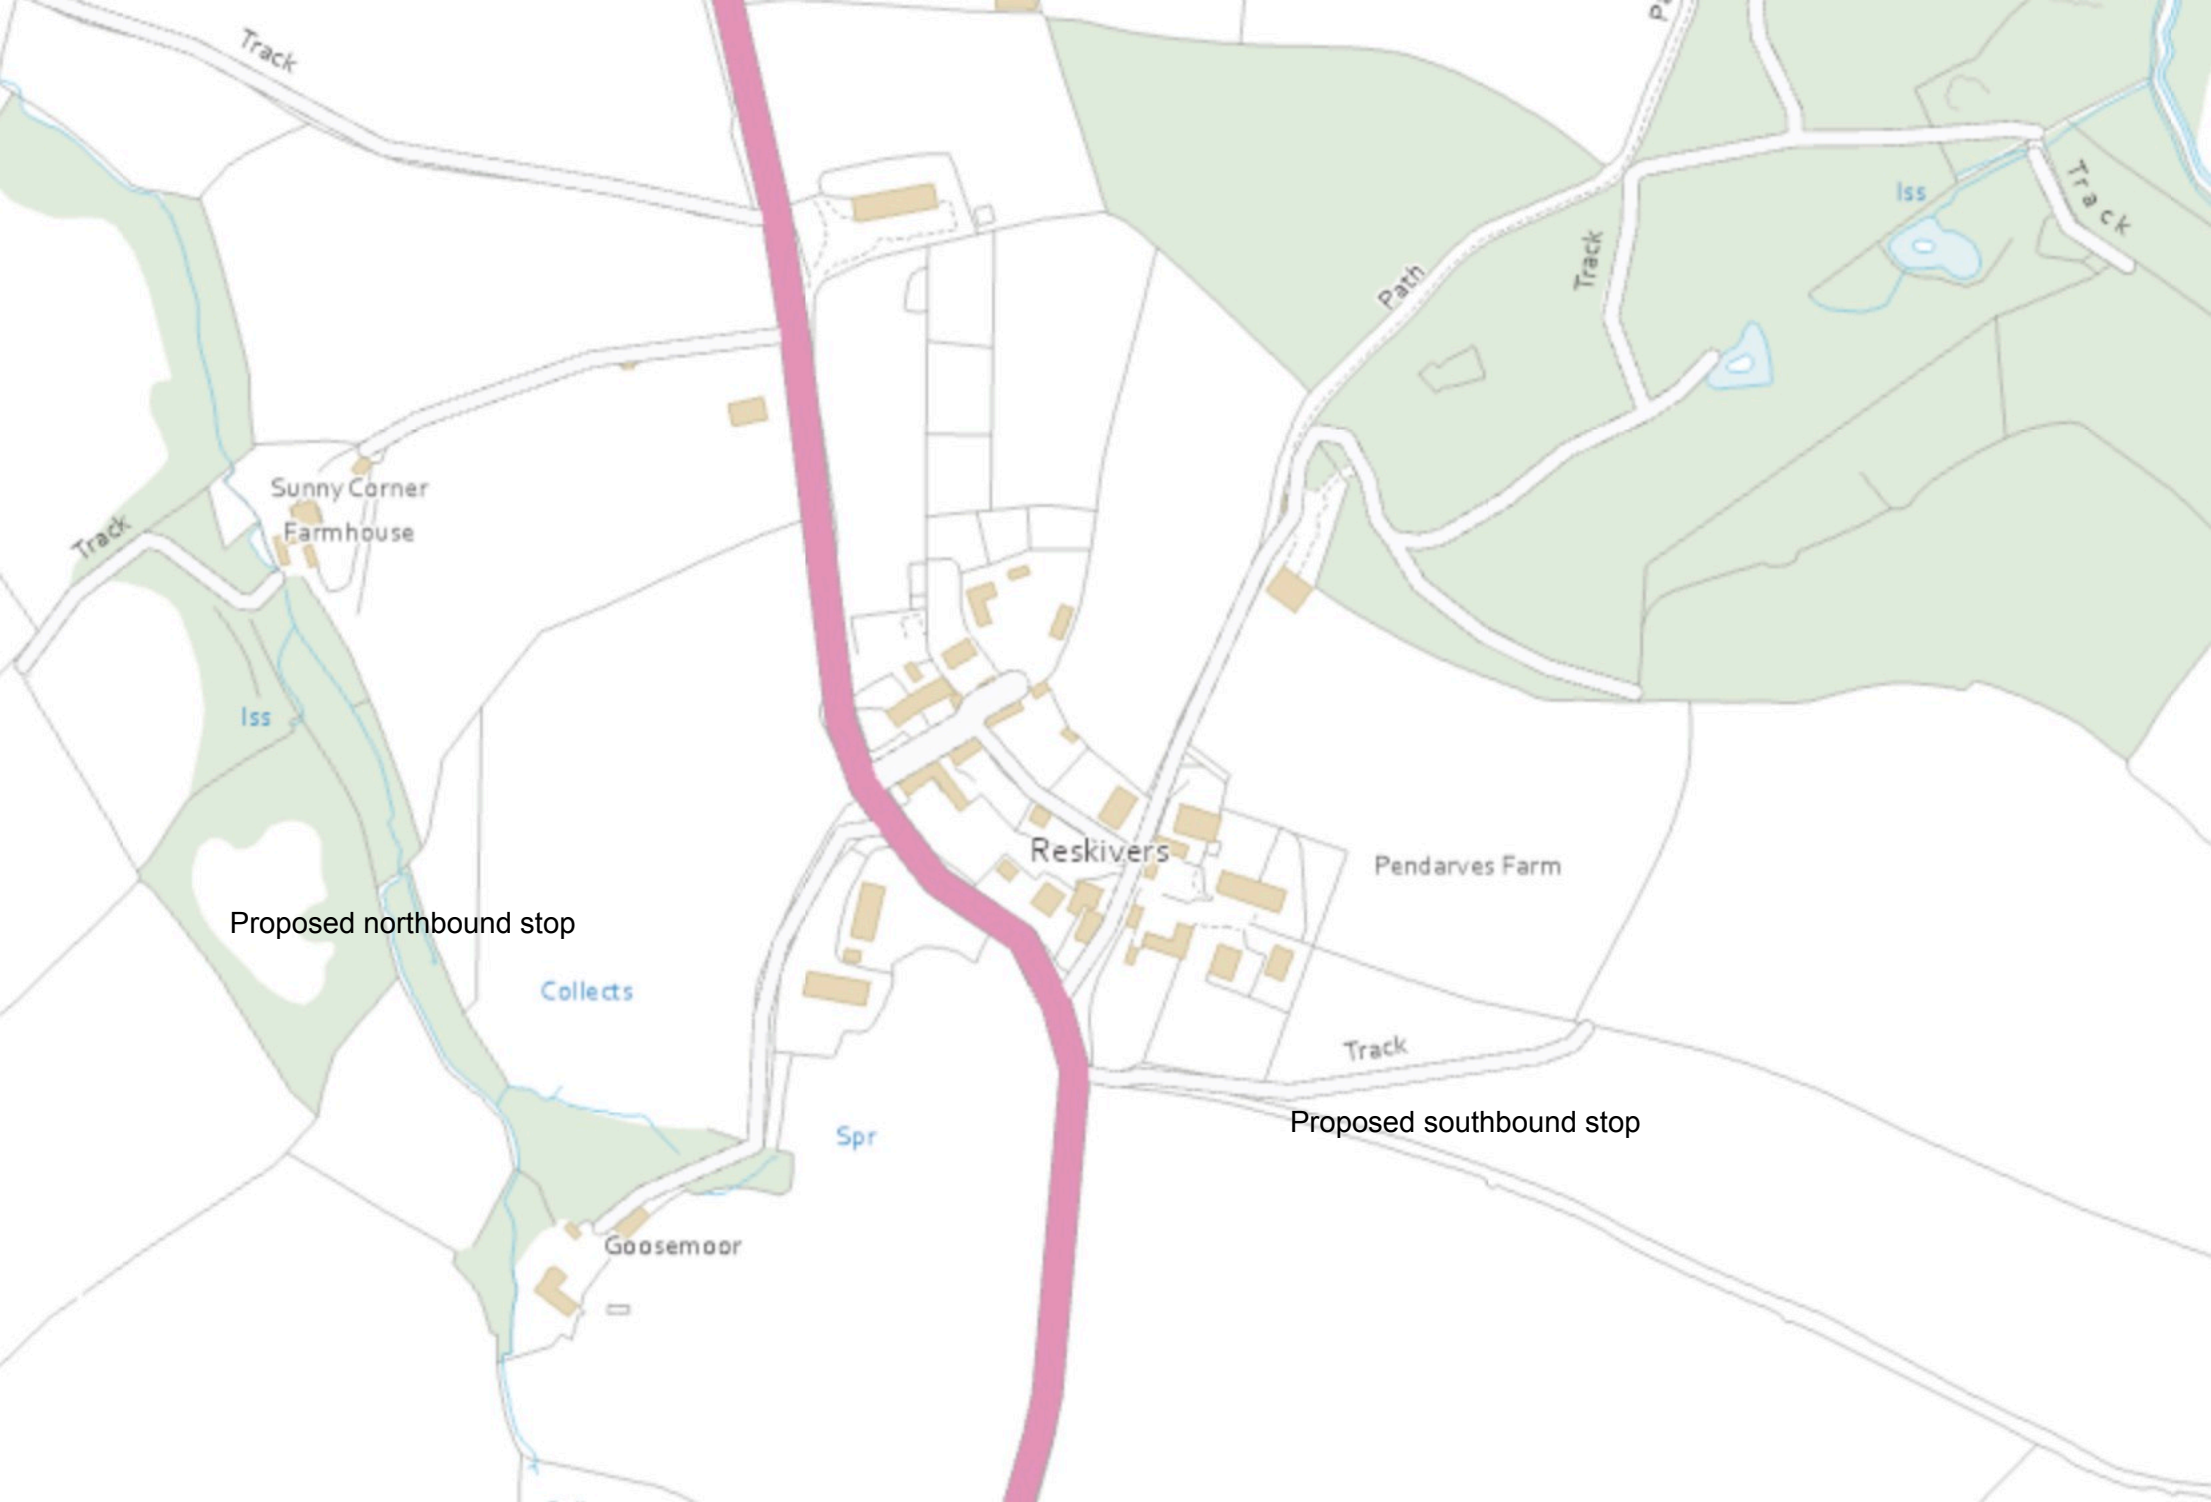 Track
Pa
Iss
Track
Track
Path
Sunny Corner
Farmhouse
Track
Iss
Reskivers
Pendarves Farm
Proposed northbound stop
Collects
Track
Proposed southbound stop
Spr
Goosemoor